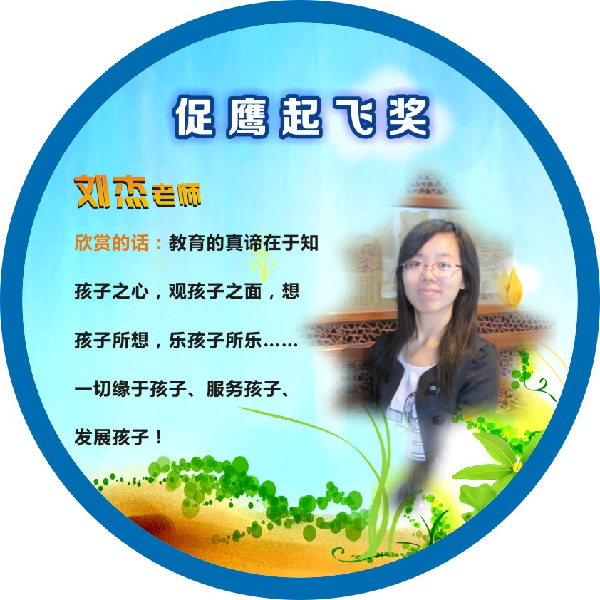 促鹰起飞奖
刘杰老师
欣赏的话：教育的真谛在于知
孩子之心，观孩子之面，想
孩子所想，乐孩子所乐……
一切缘于孩子、服务孩子、
发展孩子！